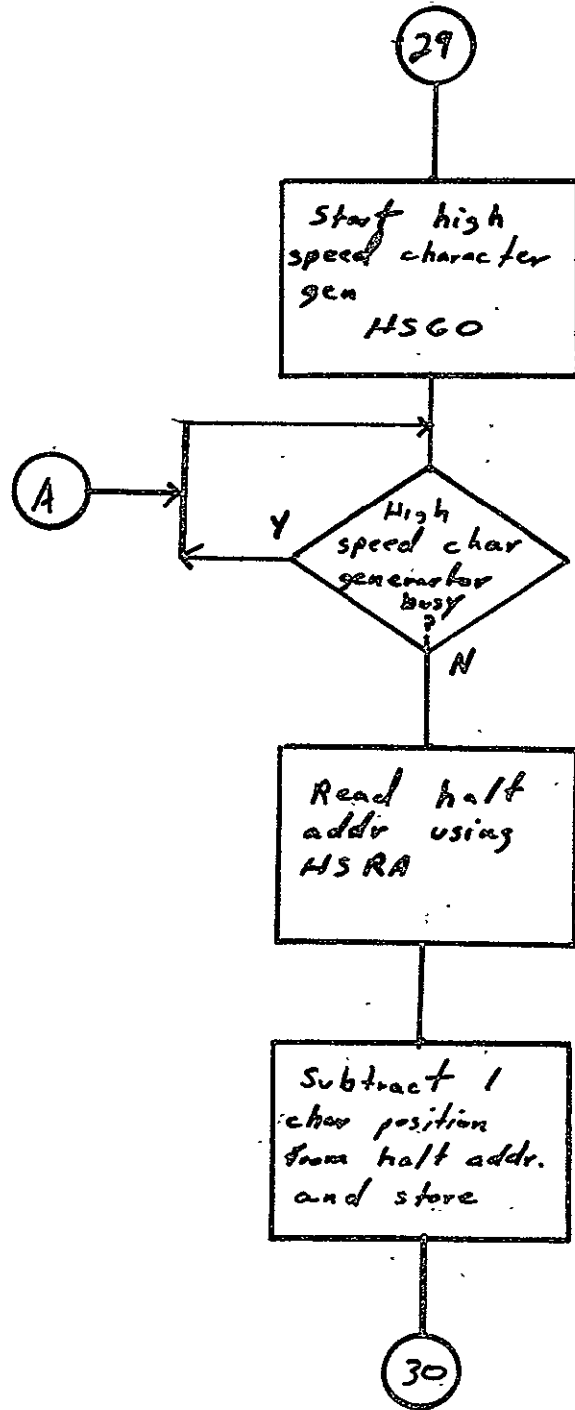 29
Start high
speed character
gen
HSGO
A
Y
High
speed char
generator
busy
?
N
Read halt
addr using
HSRA
Subtract 1
char position
from halt addr.
and store
30